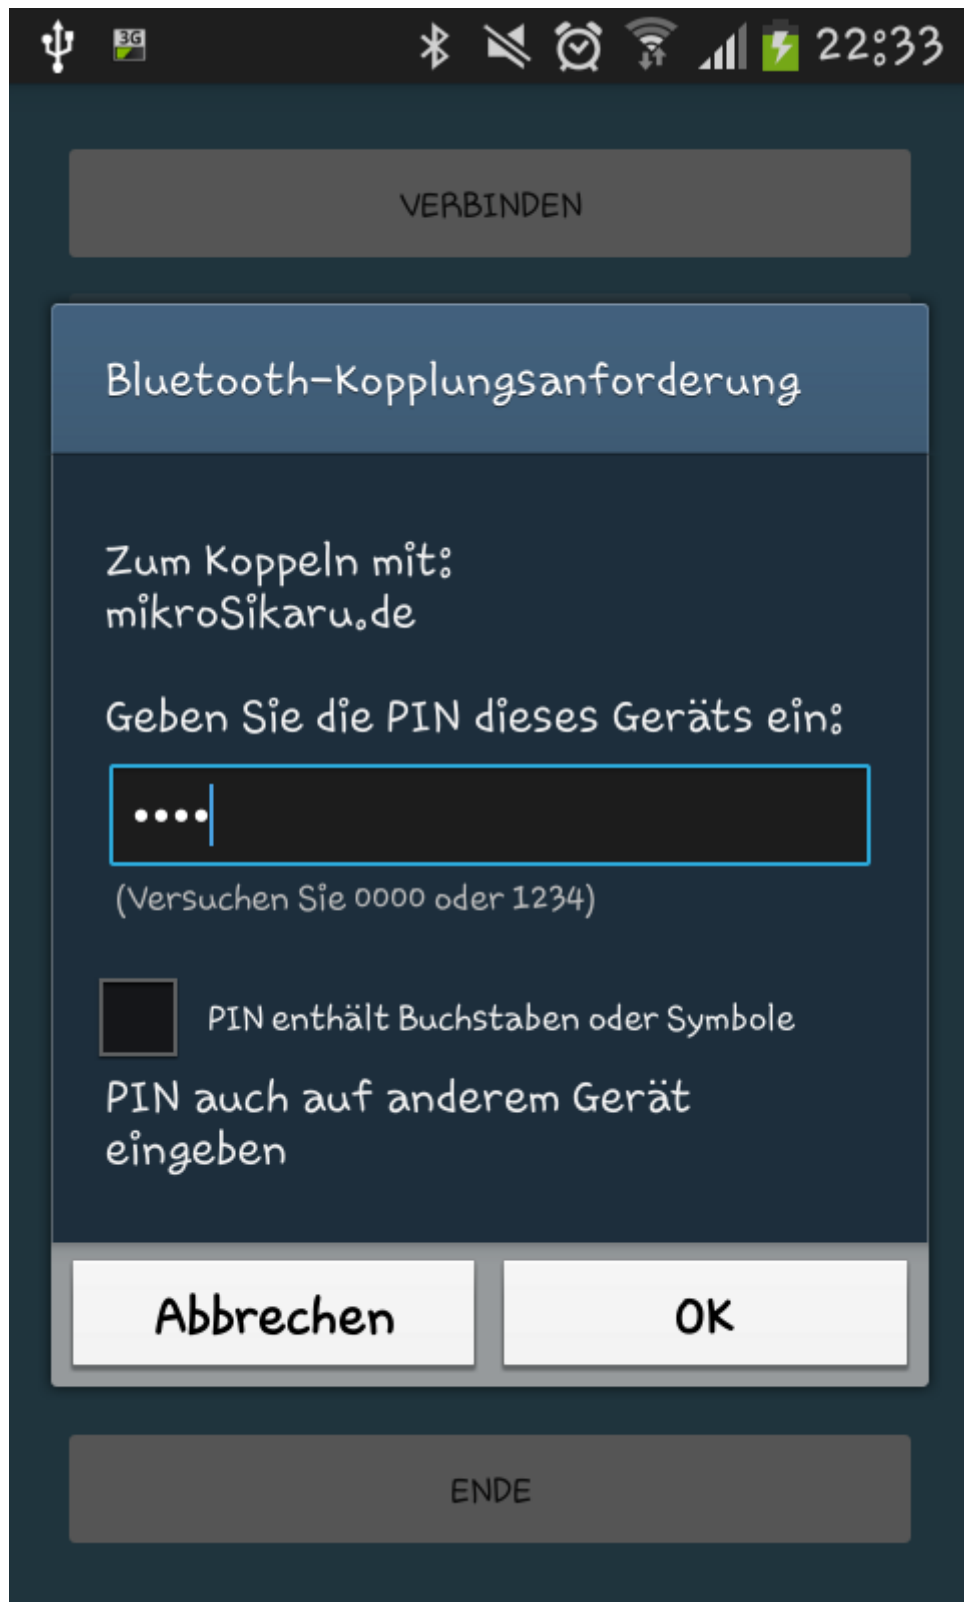 3G
22:33
VERBINDEN
Bluetooth-Kopplungsanforderung
Zum Koppeln mit:
mikroSikaru.de
Geben Sie die PIN dieses Geräts ein:
••••
(Versuchen Sie 0000 oder 1234)
PIN enthält Buchstaben oder Symbole
PIN auch auf anderem Gerät
eingeben
Abbrechen
OK
ENDE